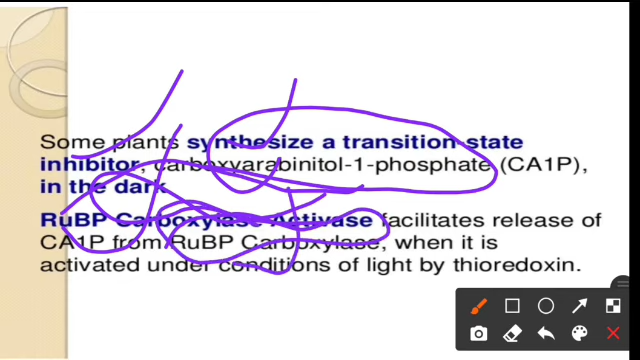 Some plants synthesize a transition-state
inhibitor, carboxyarabinitol-1-phosphate (CA1P),
in the dark.
RuBP Carboxylase Activase facilitates release of
CA1P from RuBP Carboxylase, when it is
activated under conditions of light by thioredoxin.